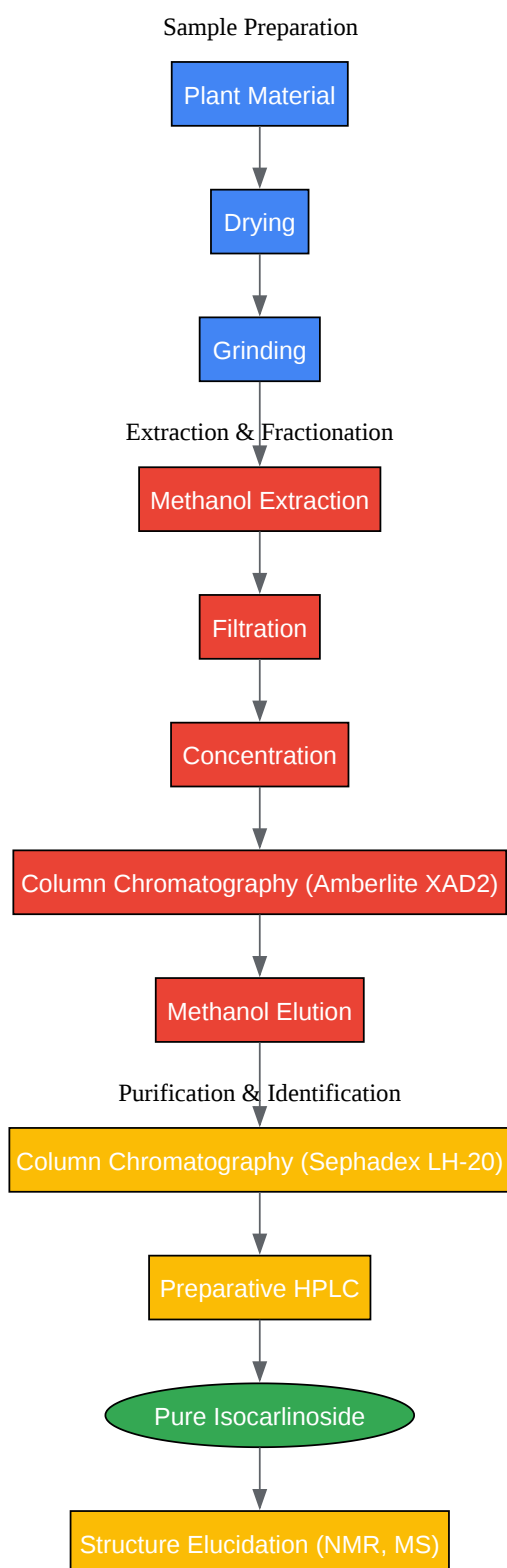 Sample Preparation
Plant Material
Drying
Grinding
Extraction & Fractionation
Methanol Extraction
Filtration
Concentration
Column Chromatography (Amberlite XAD2)
Methanol Elution
Purification & Identification
Column Chromatography (Sephadex LH-20)
Preparative HPLC
Pure Isocarlinoside
Structure Elucidation (NMR, MS)